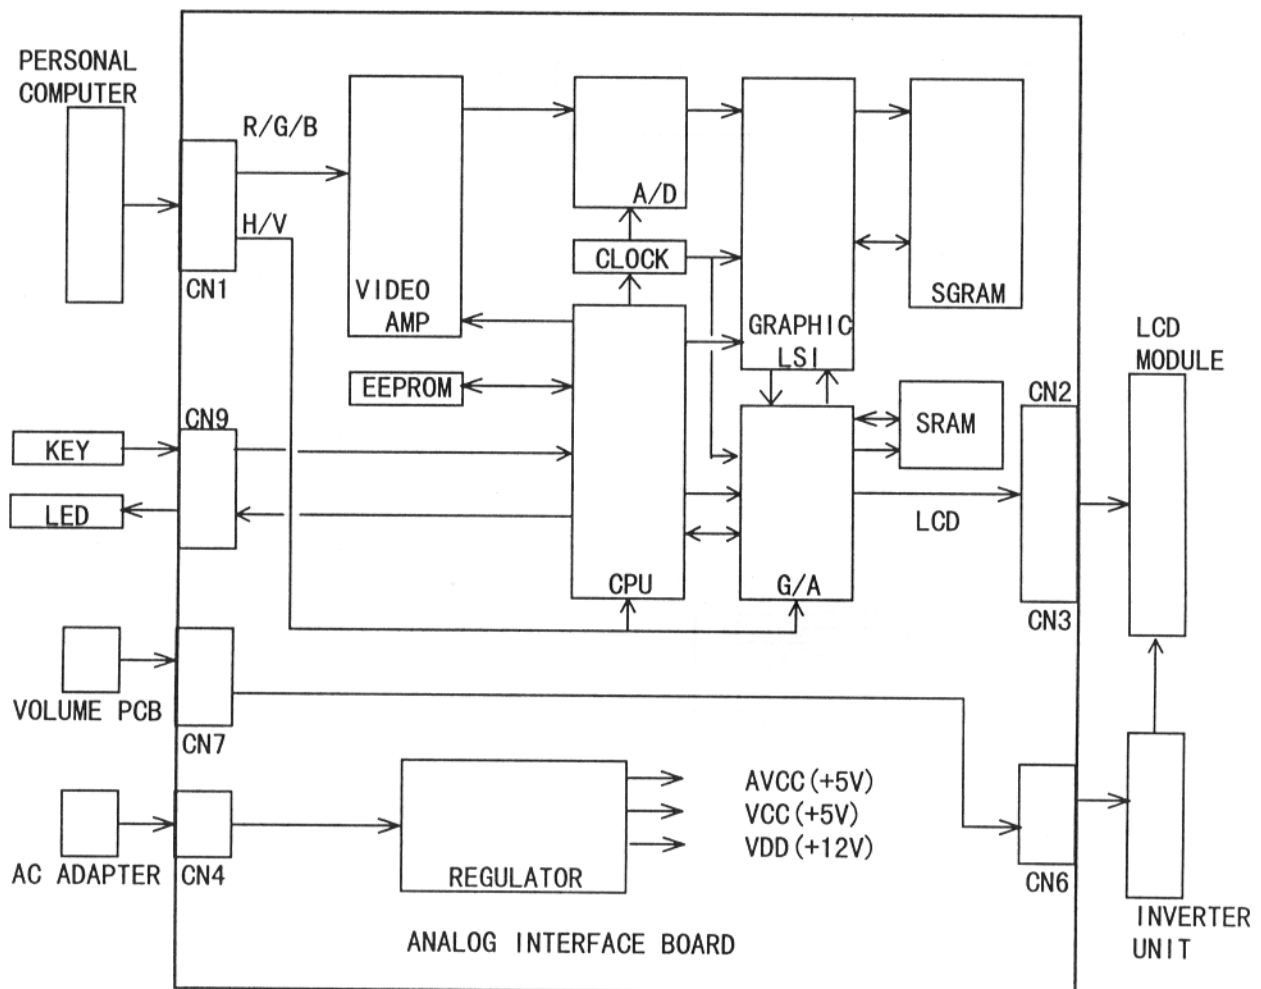 PERSONAL
COMPUTER
R/G/B
H/V
CN1
VIDEO
AMP
A/D
CLOCK
GRAPHIC
LSI
SGRAM
EEPROM
CN9
KEY
LED
CPU
G/A
SRAM
LCD
CN2
CN3
LCD
MODULE
VOLUME PCB
CN7
AC ADAPTER
CN4
REGULATOR
AVCC(+5V)
VCC(+5V)
VDD(+12V)
CN6
INVERTER
UNIT
ANALOG INTERFACE BOARD